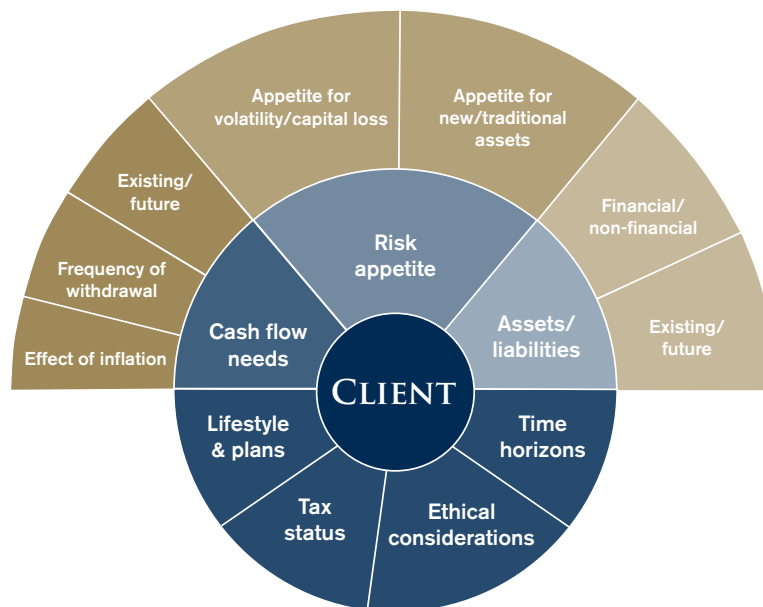 Appetite for
volatility/capital loss
Appetite for
new/traditional
assets
Existing/
future
Financial/
non-financial
Frequency of
withdrawal
Risk
appetite
Effect of inflation
Cash flow
needs
Assets/
liabilities
Existing/
future
CLIENT
Lifestyle
& plans
Time
horizons
Tax
status
Ethical
considerations